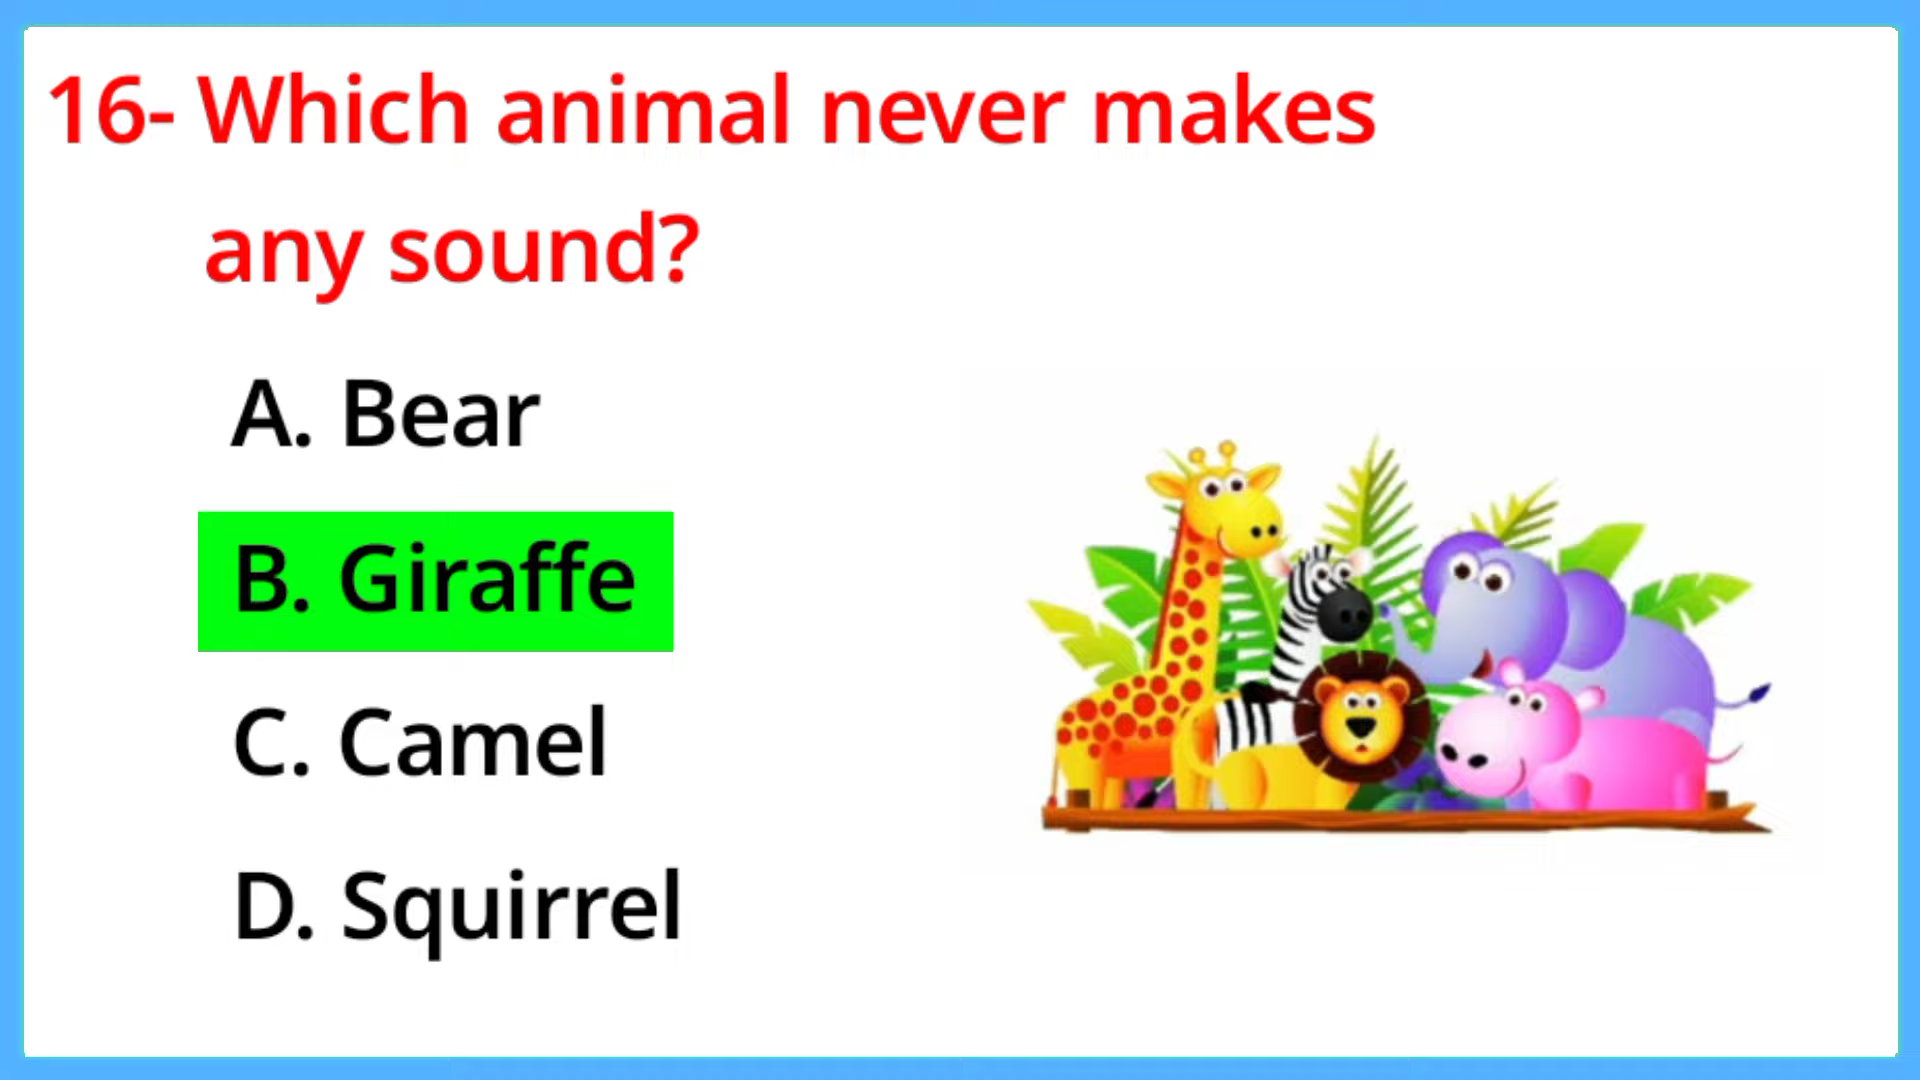 16- Which animal never makes
any sound?
A. Bear
B. Giraffe
C. Camel
D. Squirrel